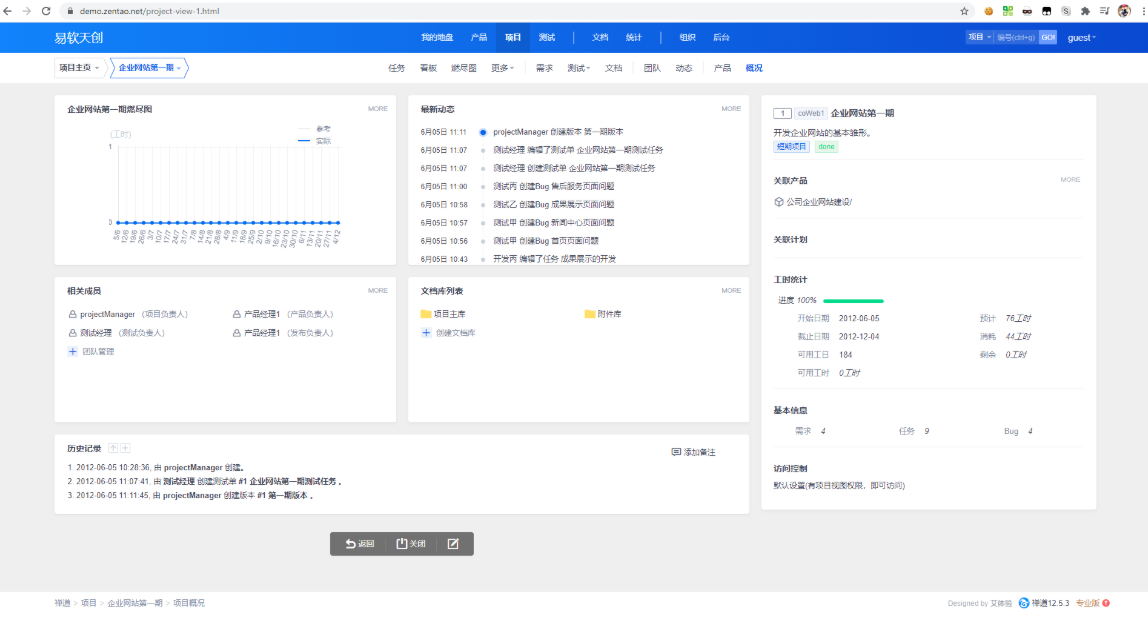 demo.zentao.net/project-view-1.html
易软天创
我的地盘 产品 项目 测试 文档 统计 组织 后台
项目 编号(ctrl+g) GO! guest
项目主页 企业网站第一期
任务 看板 燃尽图 更多 需求 测试 文档 团队 动态 产品 概况
企业网站第一期燃尽图 MORE
(工时)
参考
实际
1
0
5/6 12/6 19/6 26/6 3/7 10/7 17/7 24/7 31/7 7/8 14/8 21/8 28/8 4/9 11/9 18/9 25/9 2/10 9/10 16/10 23/10 30/10 6/11 13/11 20/11 27/11 4/12
最新动态 MORE
6月05日 11:11 projectManager 创建版本 第一期版本
6月05日 11:07 测试经理 编辑了测试单 企业网站第一期测试任务
6月05日 11:07 测试经理 创建测试单 企业网站第一期测试任务
6月05日 11:00 测试丙 创建Bug 售后服务页面问题
6月05日 10:58 测试乙 创建Bug 成果展示页面问题
6月05日 10:57 测试甲 创建Bug 新闻中心页面问题
6月05日 10:56 测试甲 创建Bug 首页页面问题
6月05日 10:43 开发丙 编辑了任务 成果展示的开发
相关成员 MORE
projectManager （项目负责人） 产品经理1 （产品负责人）
测试经理 （测试负责人） 产品经理1 （发布负责人）
团队管理
文档库列表 MORE
项目主库 附件库
创建文档库
历史记录 添加备注
1. 2012-06-05 10:28:36, 由 projectManager 创建。
2. 2012-06-05 11:07:41, 由 测试经理 创建测试单 #1 企业网站第一期测试任务 。
3. 2012-06-05 11:11:45, 由 projectManager 创建版本 #1 第一期版本 。
返回 关闭
1 coWeb1 企业网站第一期
开发企业网站的基本雏形。
短期项目 done
关联产品 MORE
公司企业网站建设/
关联计划
工时统计
进度 100%
开始日期 2012-06-05 预计 76工时
截止日期 2012-12-04 消耗 44工时
可用工日 184 剩余 0工时
可用工时 0工时
基本信息
需求 4 任务 9 Bug 4
访问控制
默认设置(有项目视图权限，即可访问)
禅道 > 项目 > 企业网站第一期 > 项目概况
Designed by 艾体验 禅道12.5.3 专业版